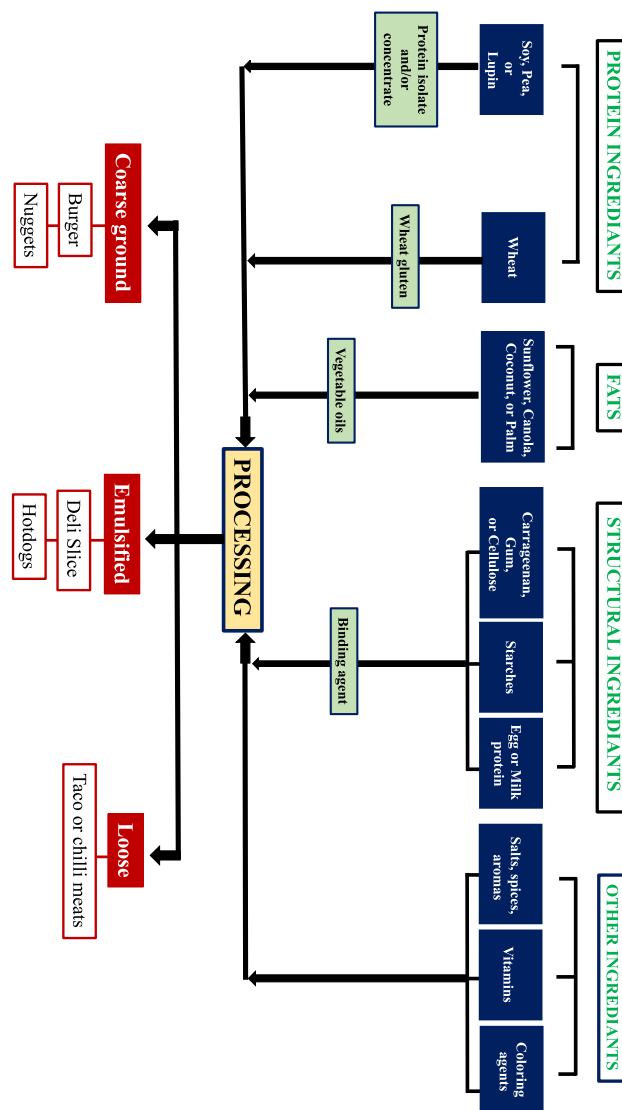 PROTEIN INGREDIANTS
FATS
STRUCTURAL INGREDIANTS
OTHER INGREDIANTS
Soy, Pea,
or
Lupin
Wheat
Sunflower, Canola,
Coconut, or Palm
Carrageenan,
Gum,
or Cellulose
Starches
Egg or Milk
protein
Salts, spices,
aromas
Vitamins
Coloring
agents
Protein isolate
and/or
concentrate
Wheat gluten
Vegetable oils
Binding agent
PROCESSING
Coarse ground
Burger
Nuggets
Emulsified
Deli Slice
Hotdogs
Loose
Taco or chilli meats